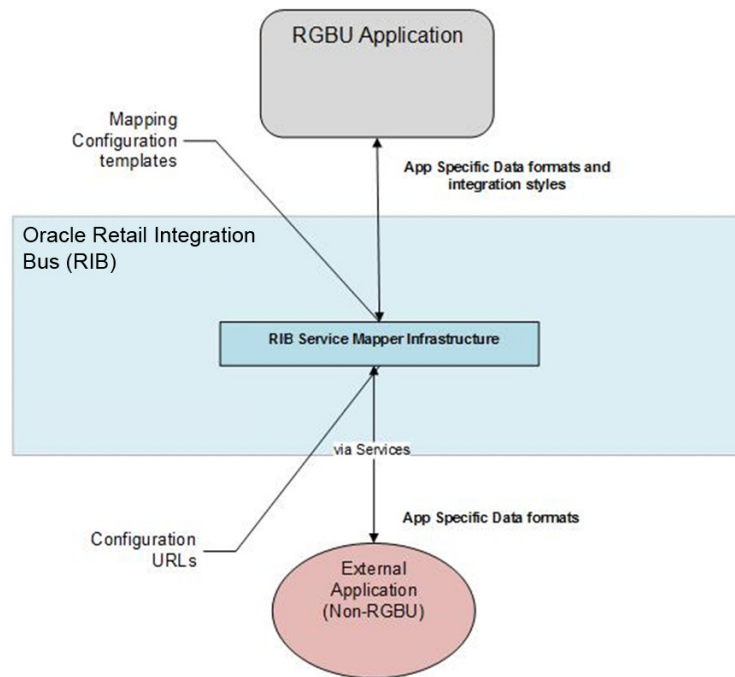 RGBU Application
Mapping
Configuration
templates
App Specific Data formats and
integration styles
Oracle Retail Integration
Bus (RIB)
RIB Service Mapper Infrastructure
via Services
App Specific Data formats
Configuration
URLs
External
Application
(Non-RGBU)